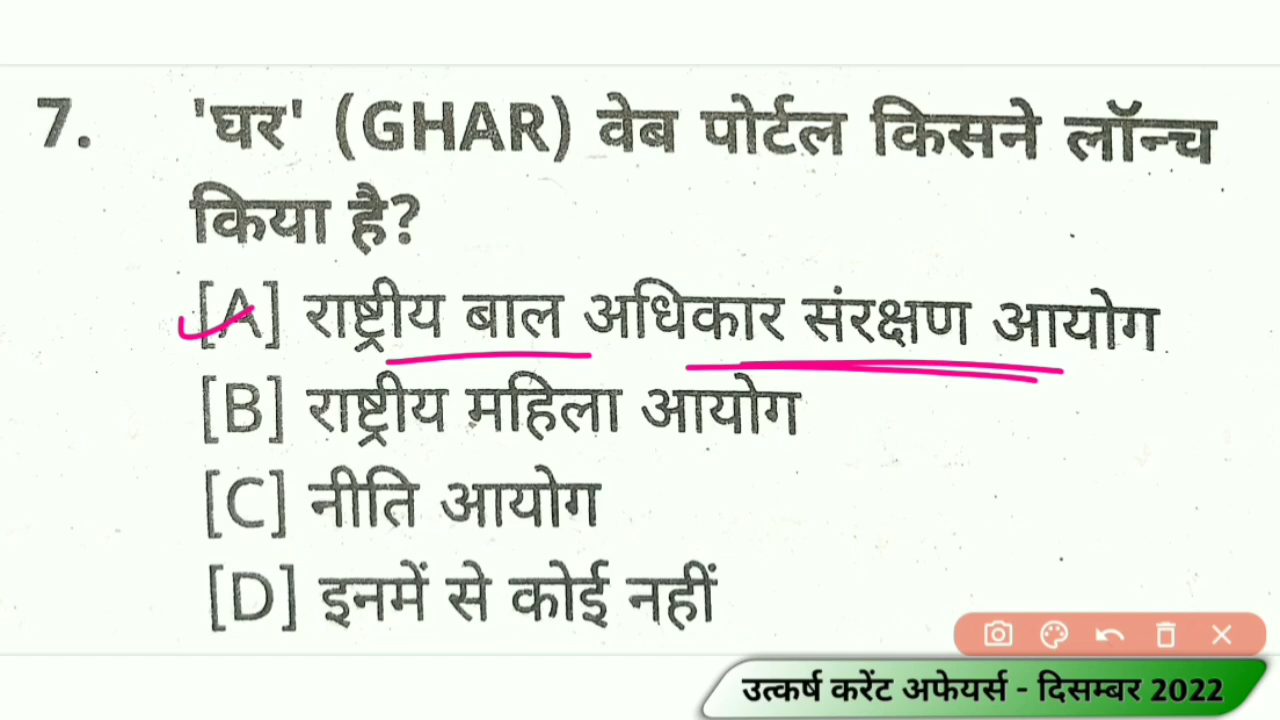 7. 'घर' (GHAR) वेब पोर्टल किसने लॉन्च
किया है?
[A] राष्ट्रीय बाल अधिकार संरक्षण आयोग
[B] राष्ट्रीय महिला आयोग
[C] नीति आयोग
[D] इनमें से कोई नहीं
उत्कर्ष करेंट अफेयर्स - दिसम्बर 2022